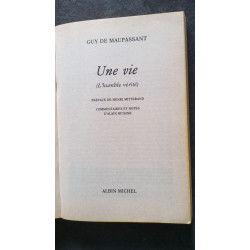 GUY DE MAUPASSANT
Une vie
(L'humble vérité)
PRÉFACE DE HENRI MITTERAND
COMMENTAIRES ET NOTES
D'ALAIN BUISINE
ALBIN MICHEL